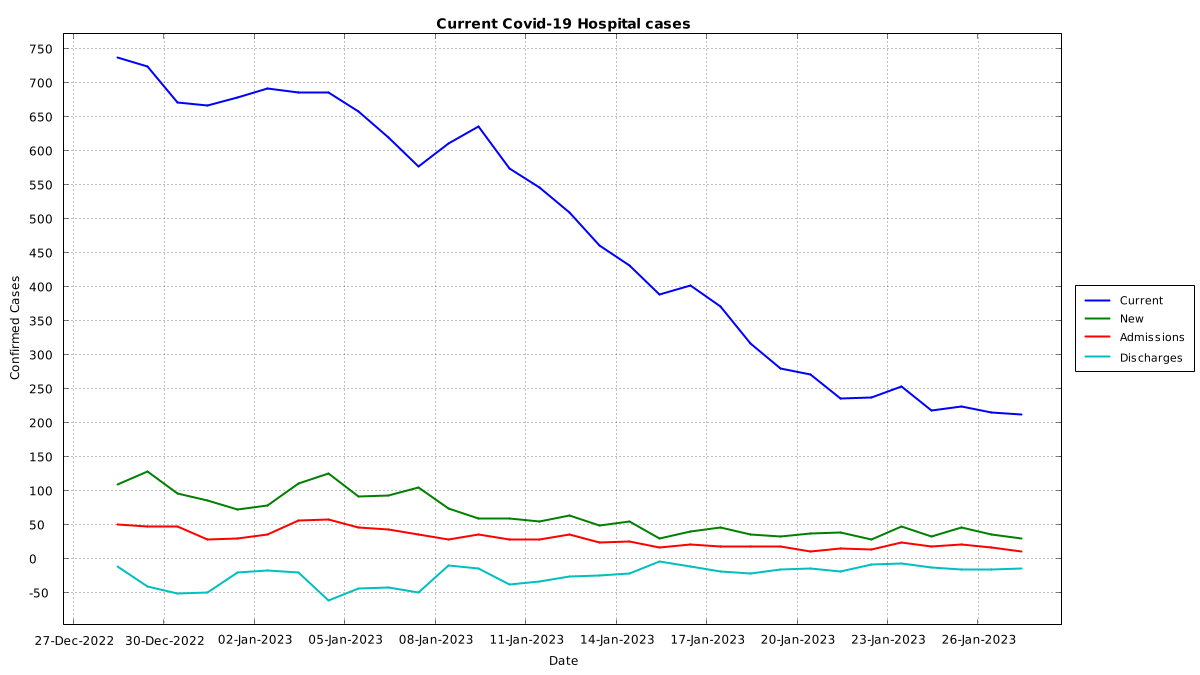 Current Covid-19 Hospital cases
750
700
650
600
550
500
450
400
350
300
250
200
150
100
50
0
-50
Confirmed Cases
27-Dec-2022 30-Dec-2022 02-Jan-2023 05-Jan-2023 08-Jan-2023 11-Jan-2023 14-Jan-2023 17-Jan-2023 20-Jan-2023 23-Jan-2023 26-Jan-2023
Date
Current
New
Admissions
Discharges